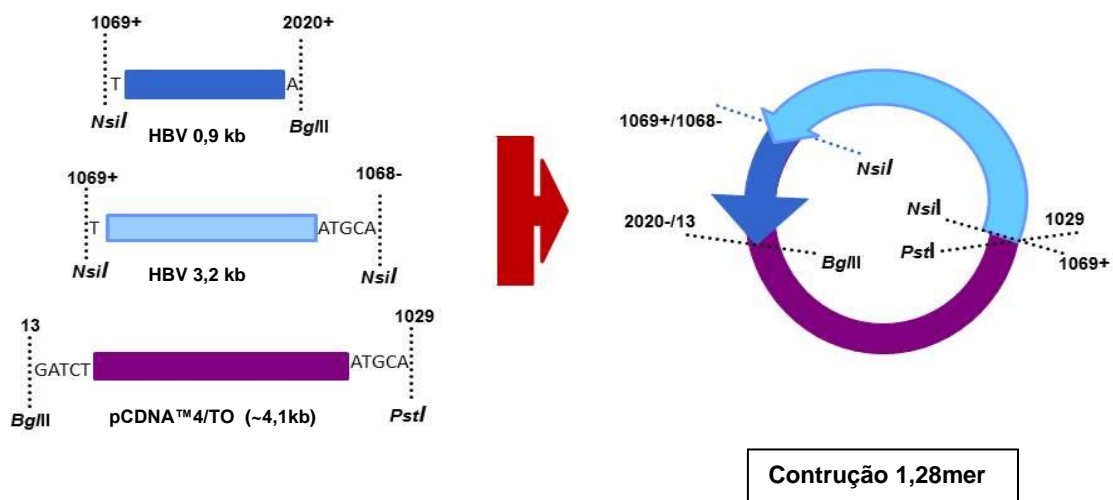 1069+ 2020+
T A
NsiI BglII
HBV 0,9 kb
1069+ 1068-
T ATGCA
NsiI NsiI
HBV 3,2 kb
13 1029
GATCT ATGCA
BglII PstI
pCDNA™4/TO (~4,1kb)
1069+/1068-
NsiI
NsiI
1029
2020-/13
PstI
BglII
1069+
Contrução 1,28mer